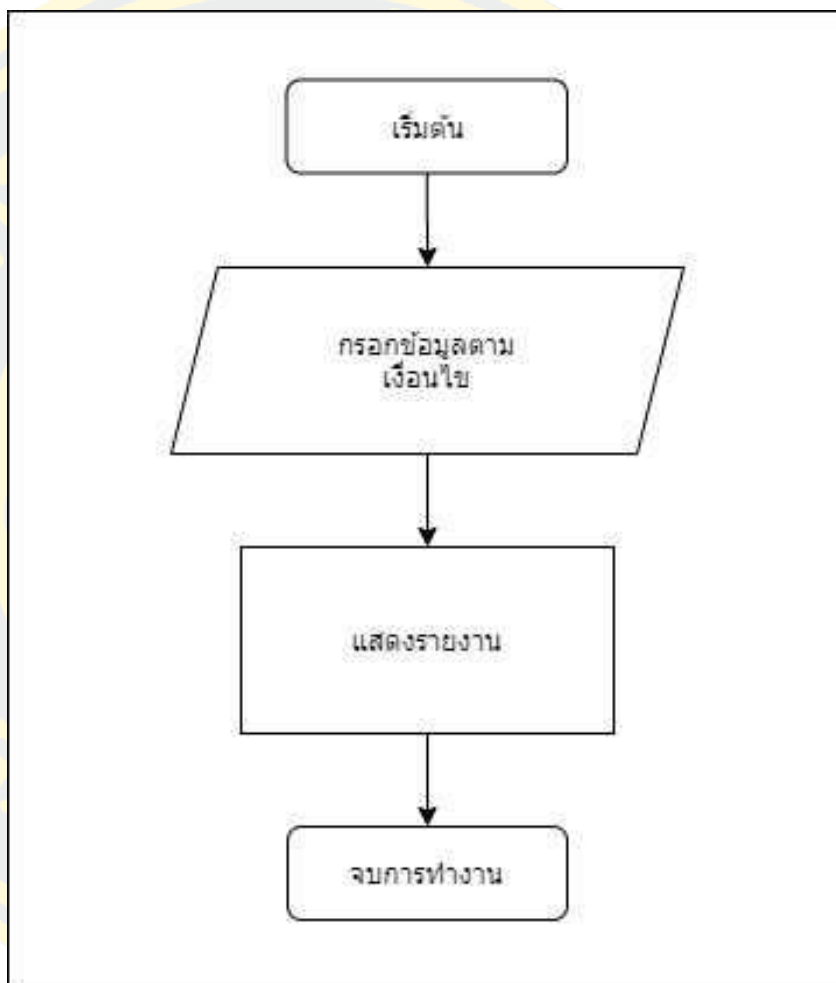 เริ่มต้น
กรอกข้อมูลตาม
เงื่อนไข
แสดงรายงาน
จบการทำงาน